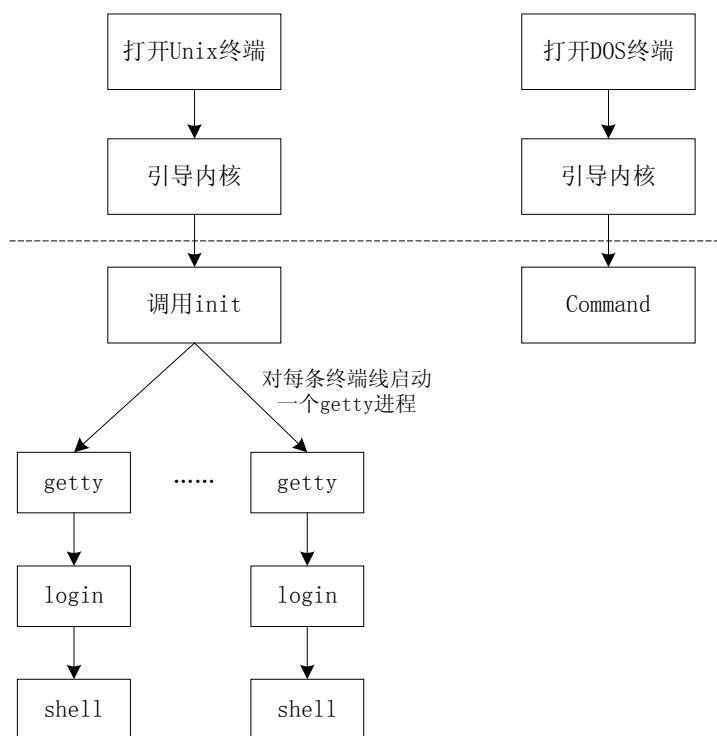 打开Unix终端
打开DOS终端
引导内核
引导内核
调用init
Command
对每条终端线启动
一个getty进程
getty
……
getty
login
login
shell
shell